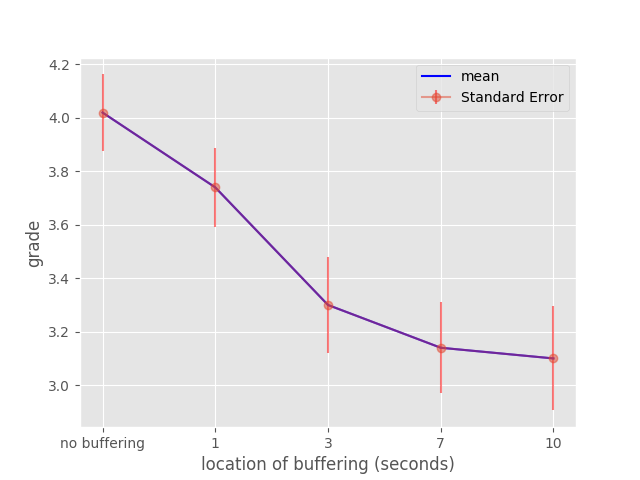 4.2
4.0
3.8
3.6
3.4
3.2
3.0
grade
mean
Standard Error
no buffering 1 3 7 10
location of buffering (seconds)